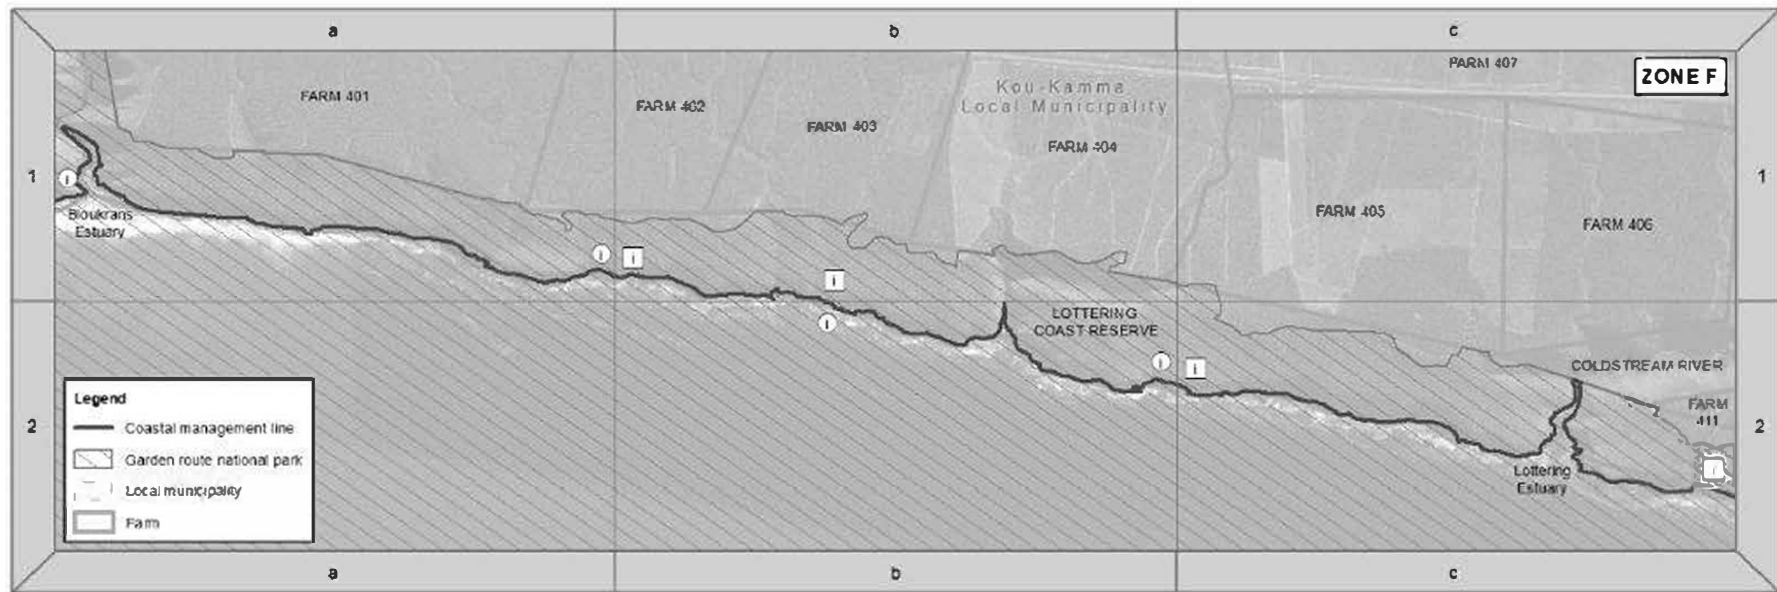 a b c
FARM 407
ZONE F
FARM 401
FARM 402
FARM 403
Kou-Kamma
Local Municipality
FARM 404
1
i
1
Bloukrans
Estuary
FARM 405
FARM 406
i
i
i
i
LOTTERING
COAST RESERVE
i
i
COLDSTREAM RIVER
FARM
411
2
2
i
Lottering
Estuary
Legend
Coastal management line
Garden route national park
Local municipality
Farm
a b c